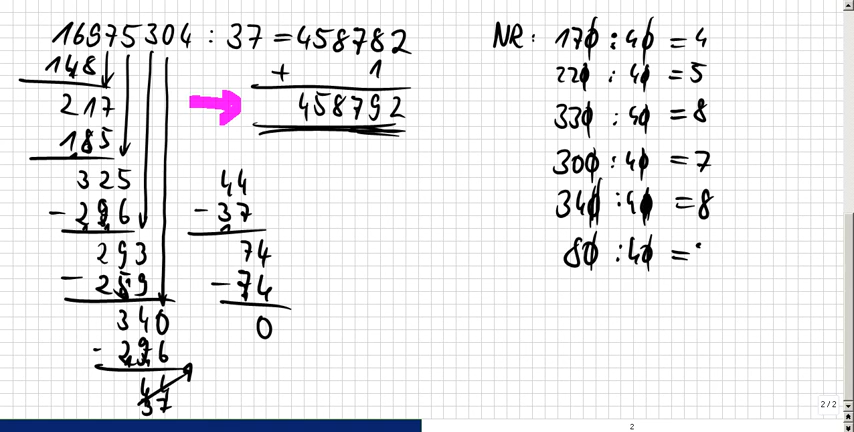 16975304 : 37 = 458782
148
+ 1
217
458792
185
325
- 296
293
- 259
340
- 296
44
37
44
- 37
74
- 74
0
NR: 170 : 40 = 4
220 : 40 = 5
330 : 40 = 8
300 : 40 = 7
340 : 40 = 8
80 : 40 =
2/2
2